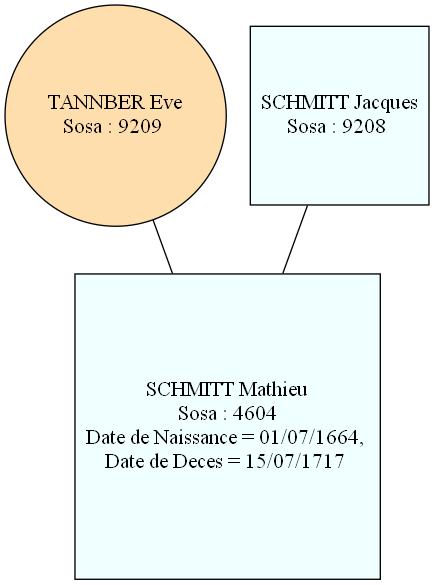 TANNBER Eve
Sosa : 9209
SCHMITT Jacques
Sosa : 9208
SCHMITT Mathieu
Sosa : 4604
Date de Naissance = 01/07/1664,
Date de Deces = 15/07/1717